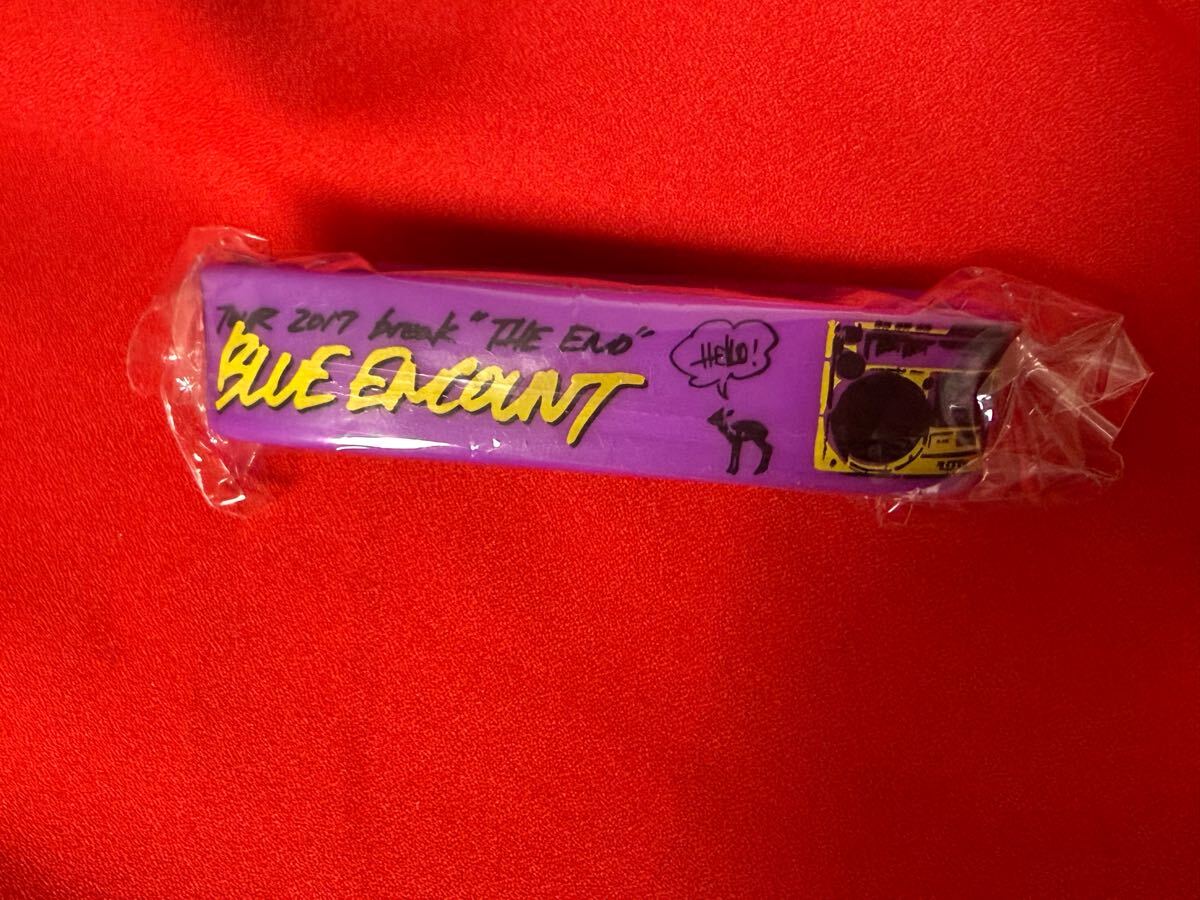 TOUR 2017 break "THE END"
BLUE ENCOUNT
HELLO!